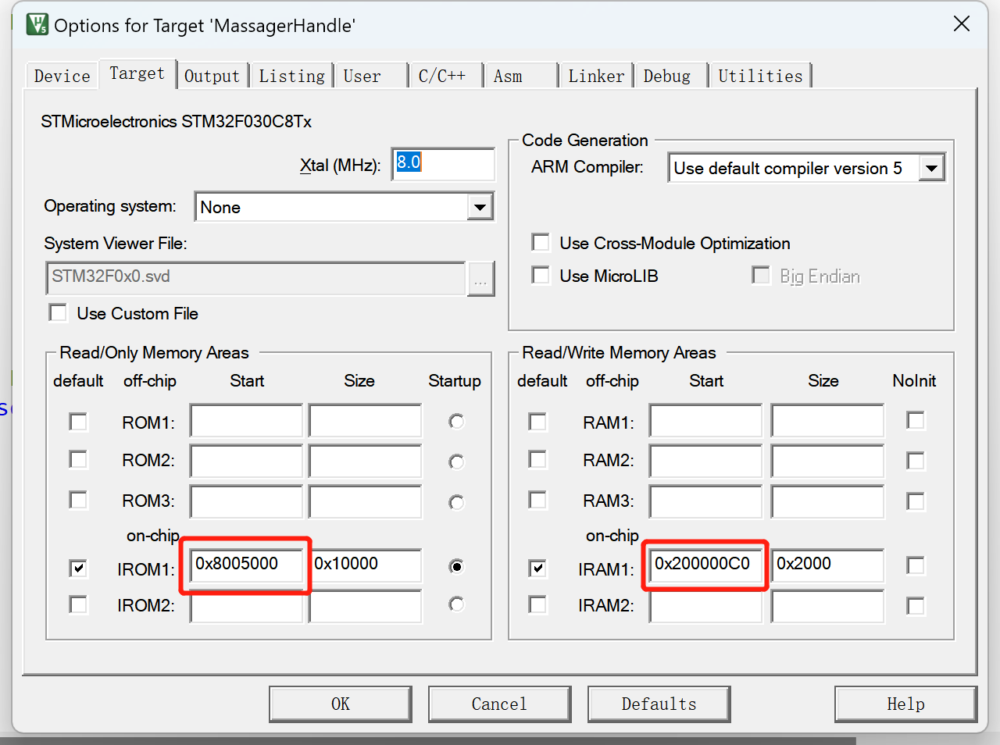 Options for Target 'MassagerHandle'
Device Target Output Listing User C/C++ Asm Linker Debug Utilities
STMicroelectronics STM32F030C8Tx
Xtal (MHz): 8.0
Operating system: None
System Viewer File:
STM32F0x0.svd ...
Use Custom File
Code Generation
ARM Compiler: Use default compiler version 5
Use Cross-Module Optimization
Use MicroLIB Big Endian
Read/Only Memory Areas
default off-chip Start Size Startup
ROM1:
ROM2:
ROM3:
on-chip
IROM1: 0x8005000 0x10000
IROM2:
Read/Write Memory Areas
default off-chip Start Size NoInit
RAM1:
RAM2:
RAM3:
on-chip
IRAM1: 0x200000C0 0x2000
IRAM2:
OK Cancel Defaults Help